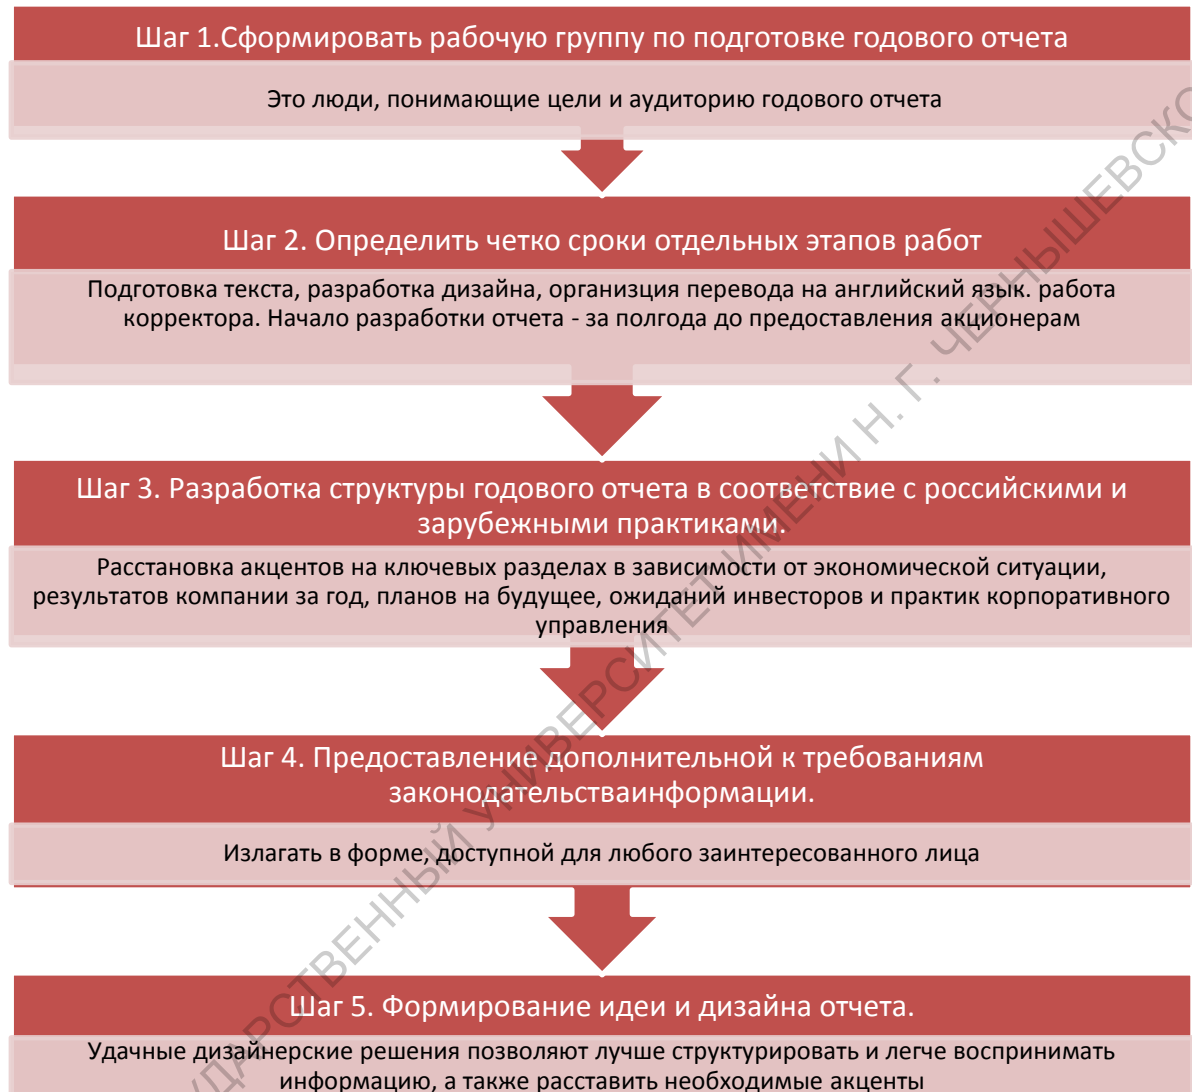 Шаг 1.Сформировать рабочую группу по подготовке годового отчета
Это люди, понимающие цели и аудиторию годового отчета
Шаг 2. Определить четко сроки отдельных этапов работ
Подготовка текста, разработка дизайна, организция перевода на английский язык. работа
корректора. Начало разработки отчета - за полгода до предоставления акционерам
Шаг 3. Разработка структуры годового отчета в соответствие с российскими и
зарубежными практиками.
Расстановка акцентов на ключевых разделах в зависимости от экономической ситуации,
результатов компании за год, планов на будущее, ожиданий инвесторов и практик корпоративного
управления
Шаг 4. Предоставление дополнительной к требованиям
законодательстваинформации.
Излагать в форме, доступной для любого заинтересованного лица
Шаг 5. Формирование идеи и дизайна отчета.
Удачные дизайнерские решения позволяют лучше структурировать и легче воспринимать
информацию, а также расставить необходимые акценты
УДАРСТВЕННЫЙ УНИВЕРСИТЕТ ИМЕНИ Н. Г. ЧЕРНЫШЕВСКО